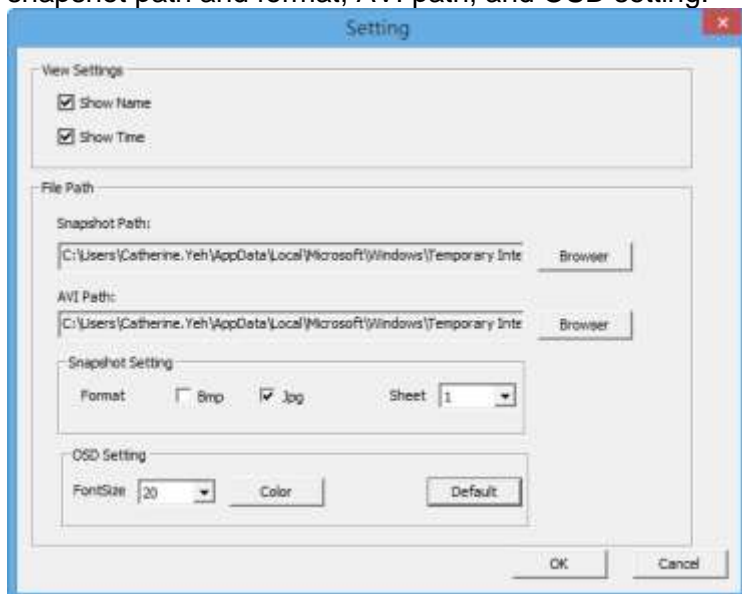 snapshot path and format, AVI path, and OSD setting.
Setting
View Settings
Show Name
Show Time
File Path
Snapshot Path:
C:\Users\Catherine.Yeh\AppData\Local\Microsoft\Windows\Temporary Inte Browser
AVI Path:
C:\Users\Catherine.Yeh\AppData\Local\Microsoft\Windows\Temporary Inte Browser
Snapshot Setting
Format Bmp Jpg Sheet 1
OSD Setting
FontSize 20 Color Default
OK Cancel